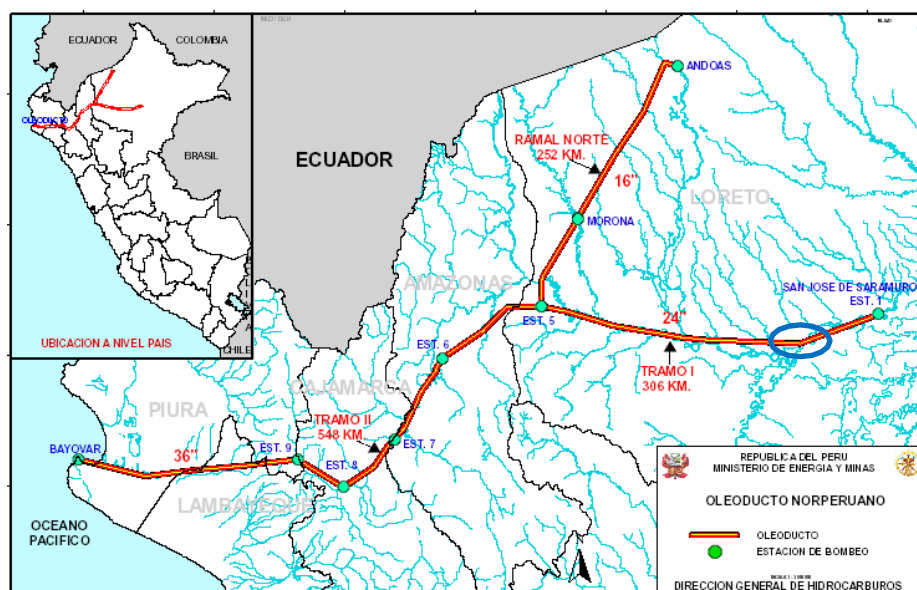 ECUADOR
COLOMBIA
OLEODUCTO
BRASIL
CHILE
UBICACION A NIVEL PAIS
ECUADOR
ANDOAS
RAMAL NORTE
252 KM.
16"
LORETO
MORONA
AMAZONAS
SAN JOSE DE SARAMURO
EST. 1
EST. 5
24"
EST. 6
TRAMO I
306 KM.
CAJAMARCA
PIURA
TRAMO II
548 KM.
EST. 7
BAYOVAR
36"
EST. 9
EST. 8
LAMBAYEQUE
OCEANO
PACIFICO
REPUBLICA DEL PERU
MINISTERIO DE ENERGIA Y MINAS
OLEODUCTO NORPERUANO
OLEODUCTO
ESTACION DE BOMBEO
DIRECCION GENERAL DE HIDROCARBUROS